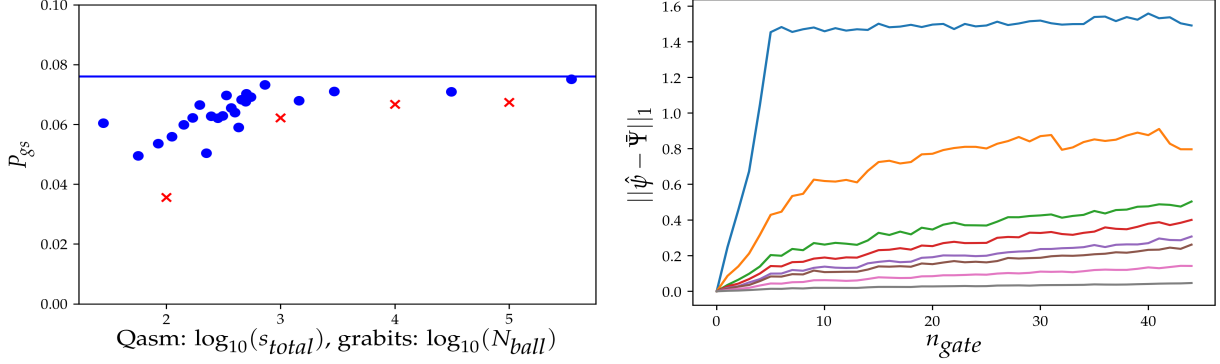 0.10
0.08
0.06
0.04
0.02
0.00
P_gs
2 3 4 5
Qasm: log₁₀(s_total), grabits: log₁₀(N_ball)
1.6
1.4
1.2
1.0
0.8
0.6
0.4
0.2
0.0
||ψ̂ − Ψ̄||₁
0 10 20 30 40
n_gate